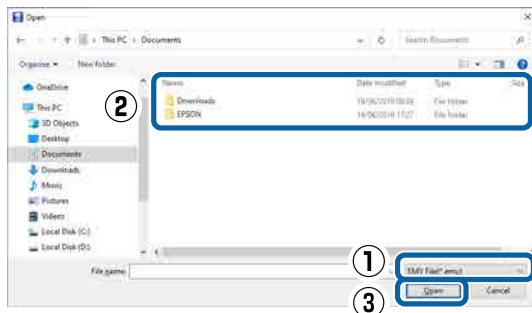 Open
This PC > Documents
Search Documents
Organise
New folder
Name
Date modified
Type
Size
OneDrive
This PC
3D Objects
Desktop
Documents
Downloads
Music
Pictures
Videos
Local Disk (C:)
Local Disk (D:)
②
Downloads
File folder
EPSON
File folder
File name:
①
Open
Cancel
③